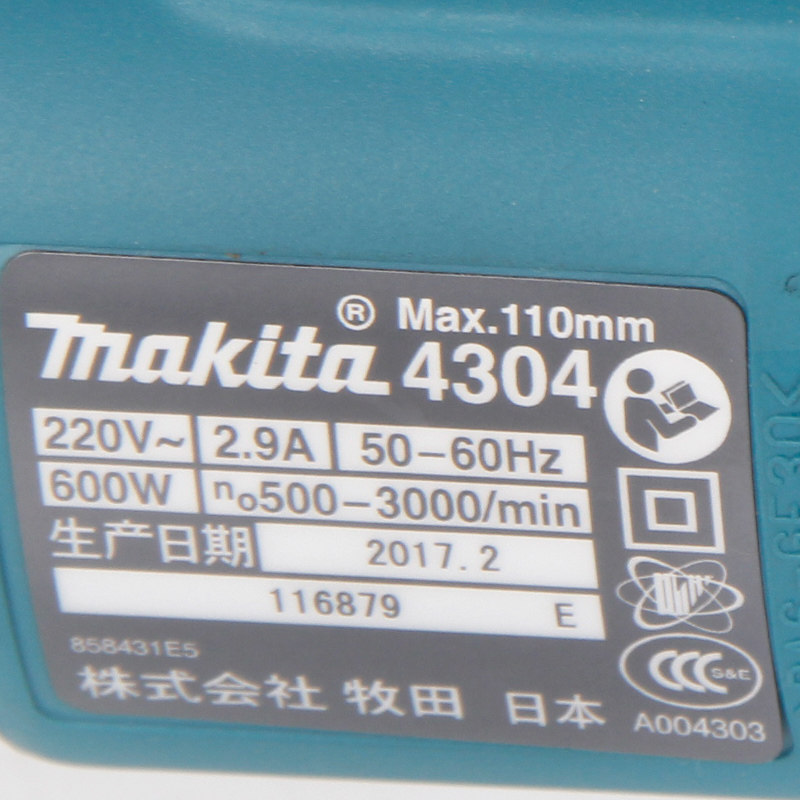 ® Max.110mm
makita 4304
220V~ 2.9A 50-60Hz
600W n₀500-3000/min
生产日期 2017.2
116879 E
858431E5
株式会社 牧田 日本
CCC S&E
A004303